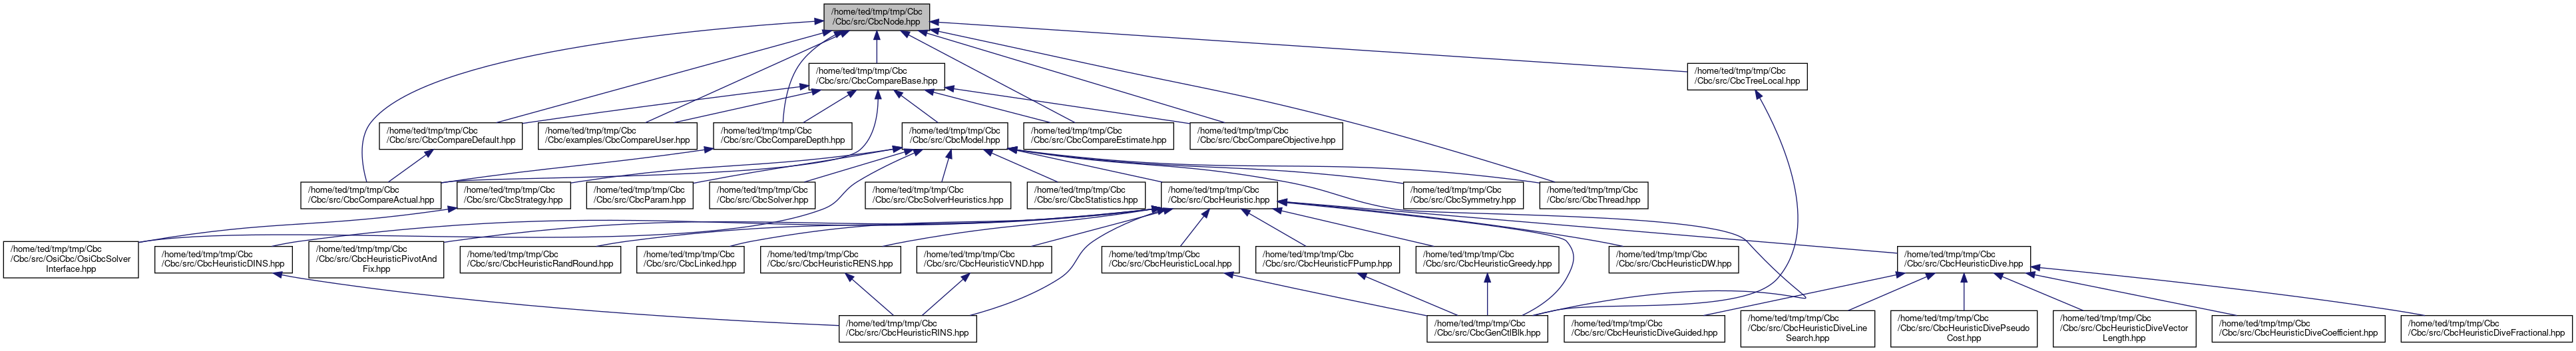 /home/ted/tmp/tmp/Cbc
/Cbc/src/CbcNode.hpp
/home/ted/tmp/tmp/Cbc
/Cbc/src/CbcCompareBase.hpp
/home/ted/tmp/tmp/Cbc
/Cbc/src/CbcTreeLocal.hpp
/home/ted/tmp/tmp/Cbc
/Cbc/src/CbcCompareDefault.hpp
/home/ted/tmp/tmp/Cbc
/Cbc/examples/CbcCompareUser.hpp
/home/ted/tmp/tmp/Cbc
/Cbc/src/CbcCompareDepth.hpp
/home/ted/tmp/tmp/Cbc
/Cbc/src/CbcModel.hpp
/home/ted/tmp/tmp/Cbc
/Cbc/src/CbcCompareEstimate.hpp
/home/ted/tmp/tmp/Cbc
/Cbc/src/CbcCompareObjective.hpp
/home/ted/tmp/tmp/Cbc
/Cbc/src/CbcCompareActual.hpp
/home/ted/tmp/tmp/Cbc
/Cbc/src/CbcStrategy.hpp
/home/ted/tmp/tmp/Cbc
/Cbc/src/CbcParam.hpp
/home/ted/tmp/tmp/Cbc
/Cbc/src/CbcSolver.hpp
/home/ted/tmp/tmp/Cbc
/Cbc/src/CbcSolverHeuristics.hpp
/home/ted/tmp/tmp/Cbc
/Cbc/src/CbcStatistics.hpp
/home/ted/tmp/tmp/Cbc
/Cbc/src/CbcHeuristic.hpp
/home/ted/tmp/tmp/Cbc
/Cbc/src/CbcSymmetry.hpp
/home/ted/tmp/tmp/Cbc
/Cbc/src/CbcThread.hpp
/home/ted/tmp/tmp/Cbc
/Cbc/src/OsiCbc/OsiCbcSolver
Interface.hpp
/home/ted/tmp/tmp/Cbc
/Cbc/src/CbcHeuristicDINS.hpp
/home/ted/tmp/tmp/Cbc
/Cbc/src/CbcHeuristicPivotAnd
Fix.hpp
/home/ted/tmp/tmp/Cbc
/Cbc/src/CbcHeuristicRandRound.hpp
/home/ted/tmp/tmp/Cbc
/Cbc/src/CbcLinked.hpp
/home/ted/tmp/tmp/Cbc
/Cbc/src/CbcHeuristicRENS.hpp
/home/ted/tmp/tmp/Cbc
/Cbc/src/CbcHeuristicVND.hpp
/home/ted/tmp/tmp/Cbc
/Cbc/src/CbcHeuristicLocal.hpp
/home/ted/tmp/tmp/Cbc
/Cbc/src/CbcHeuristicFPump.hpp
/home/ted/tmp/tmp/Cbc
/Cbc/src/CbcHeuristicGreedy.hpp
/home/ted/tmp/tmp/Cbc
/Cbc/src/CbcHeuristicDW.hpp
/home/ted/tmp/tmp/Cbc
/Cbc/src/CbcHeuristicDive.hpp
/home/ted/tmp/tmp/Cbc
/Cbc/src/CbcHeuristicRINS.hpp
/home/ted/tmp/tmp/Cbc
/Cbc/src/CbcGenCtlBlk.hpp
/home/ted/tmp/tmp/Cbc
/Cbc/src/CbcHeuristicDiveGuided.hpp
/home/ted/tmp/tmp/Cbc
/Cbc/src/CbcHeuristicDiveLine
Search.hpp
/home/ted/tmp/tmp/Cbc
/Cbc/src/CbcHeuristicDivePseudo
Cost.hpp
/home/ted/tmp/tmp/Cbc
/Cbc/src/CbcHeuristicDiveVector
Length.hpp
/home/ted/tmp/tmp/Cbc
/Cbc/src/CbcHeuristicDiveCoefficient.hpp
/home/ted/tmp/tmp/Cbc
/Cbc/src/CbcHeuristicDiveFractional.hpp